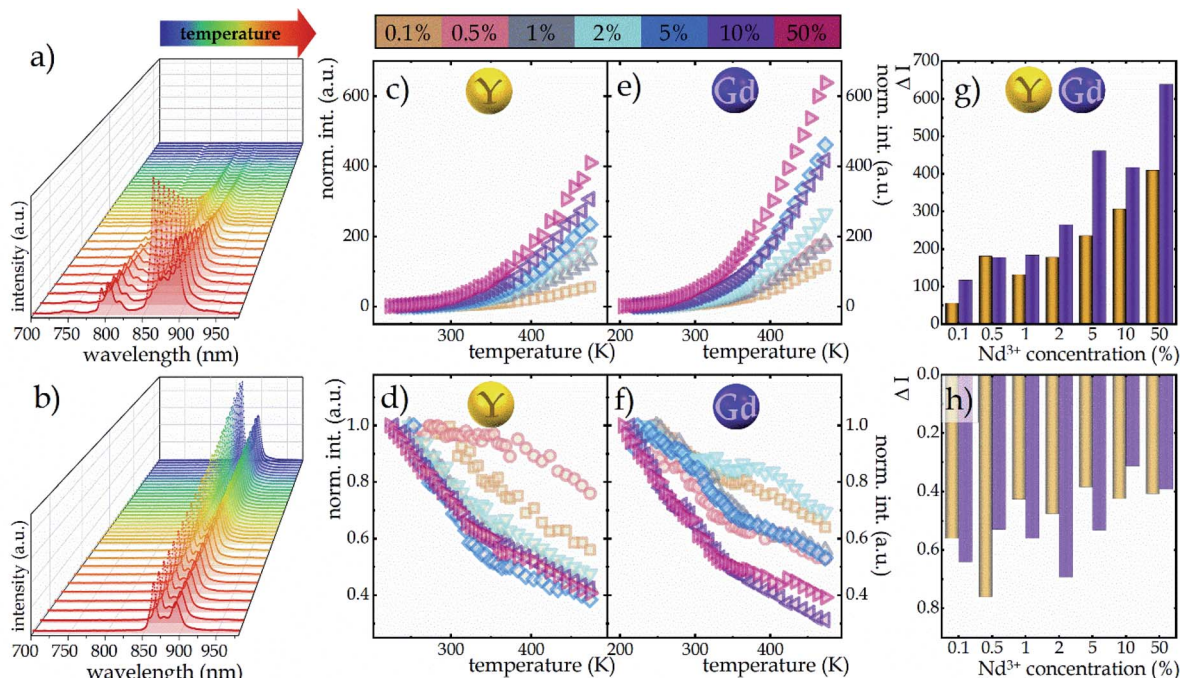 temperature
0.1% 0.5% 1% 2% 5% 10% 50%
a)
intensity (a.u.)
700 750 800 850 900 950
wavelength (nm)
b)
intensity (a.u.)
700 750 800 850 900 950
wavelength (nm)
c)
Y
norm. int. (a.u.)
600
400
200
0
300 400
temperature (K)
e)
Gd
norm. int. (a.u.)
600
400
200
0
200 300 400
temperature (K)
d)
Y
norm. int. (a.u.)
1.0
0.8
0.6
0.4
300 400
temperature (K)
f)
Gd
norm. int. (a.u.)
1.0
0.8
0.6
0.4
200 300 400
temperature (K)
g)
Y Gd
Δ I
700
600
500
400
300
200
100
0
0.1 0.5 1 2 5 10 50
Nd³⁺ concentration (%)
h)
Δ I
0.0
0.2
0.4
0.6
0.8
0.1 0.5 1 2 5 10 50
Nd³⁺ concentration (%)